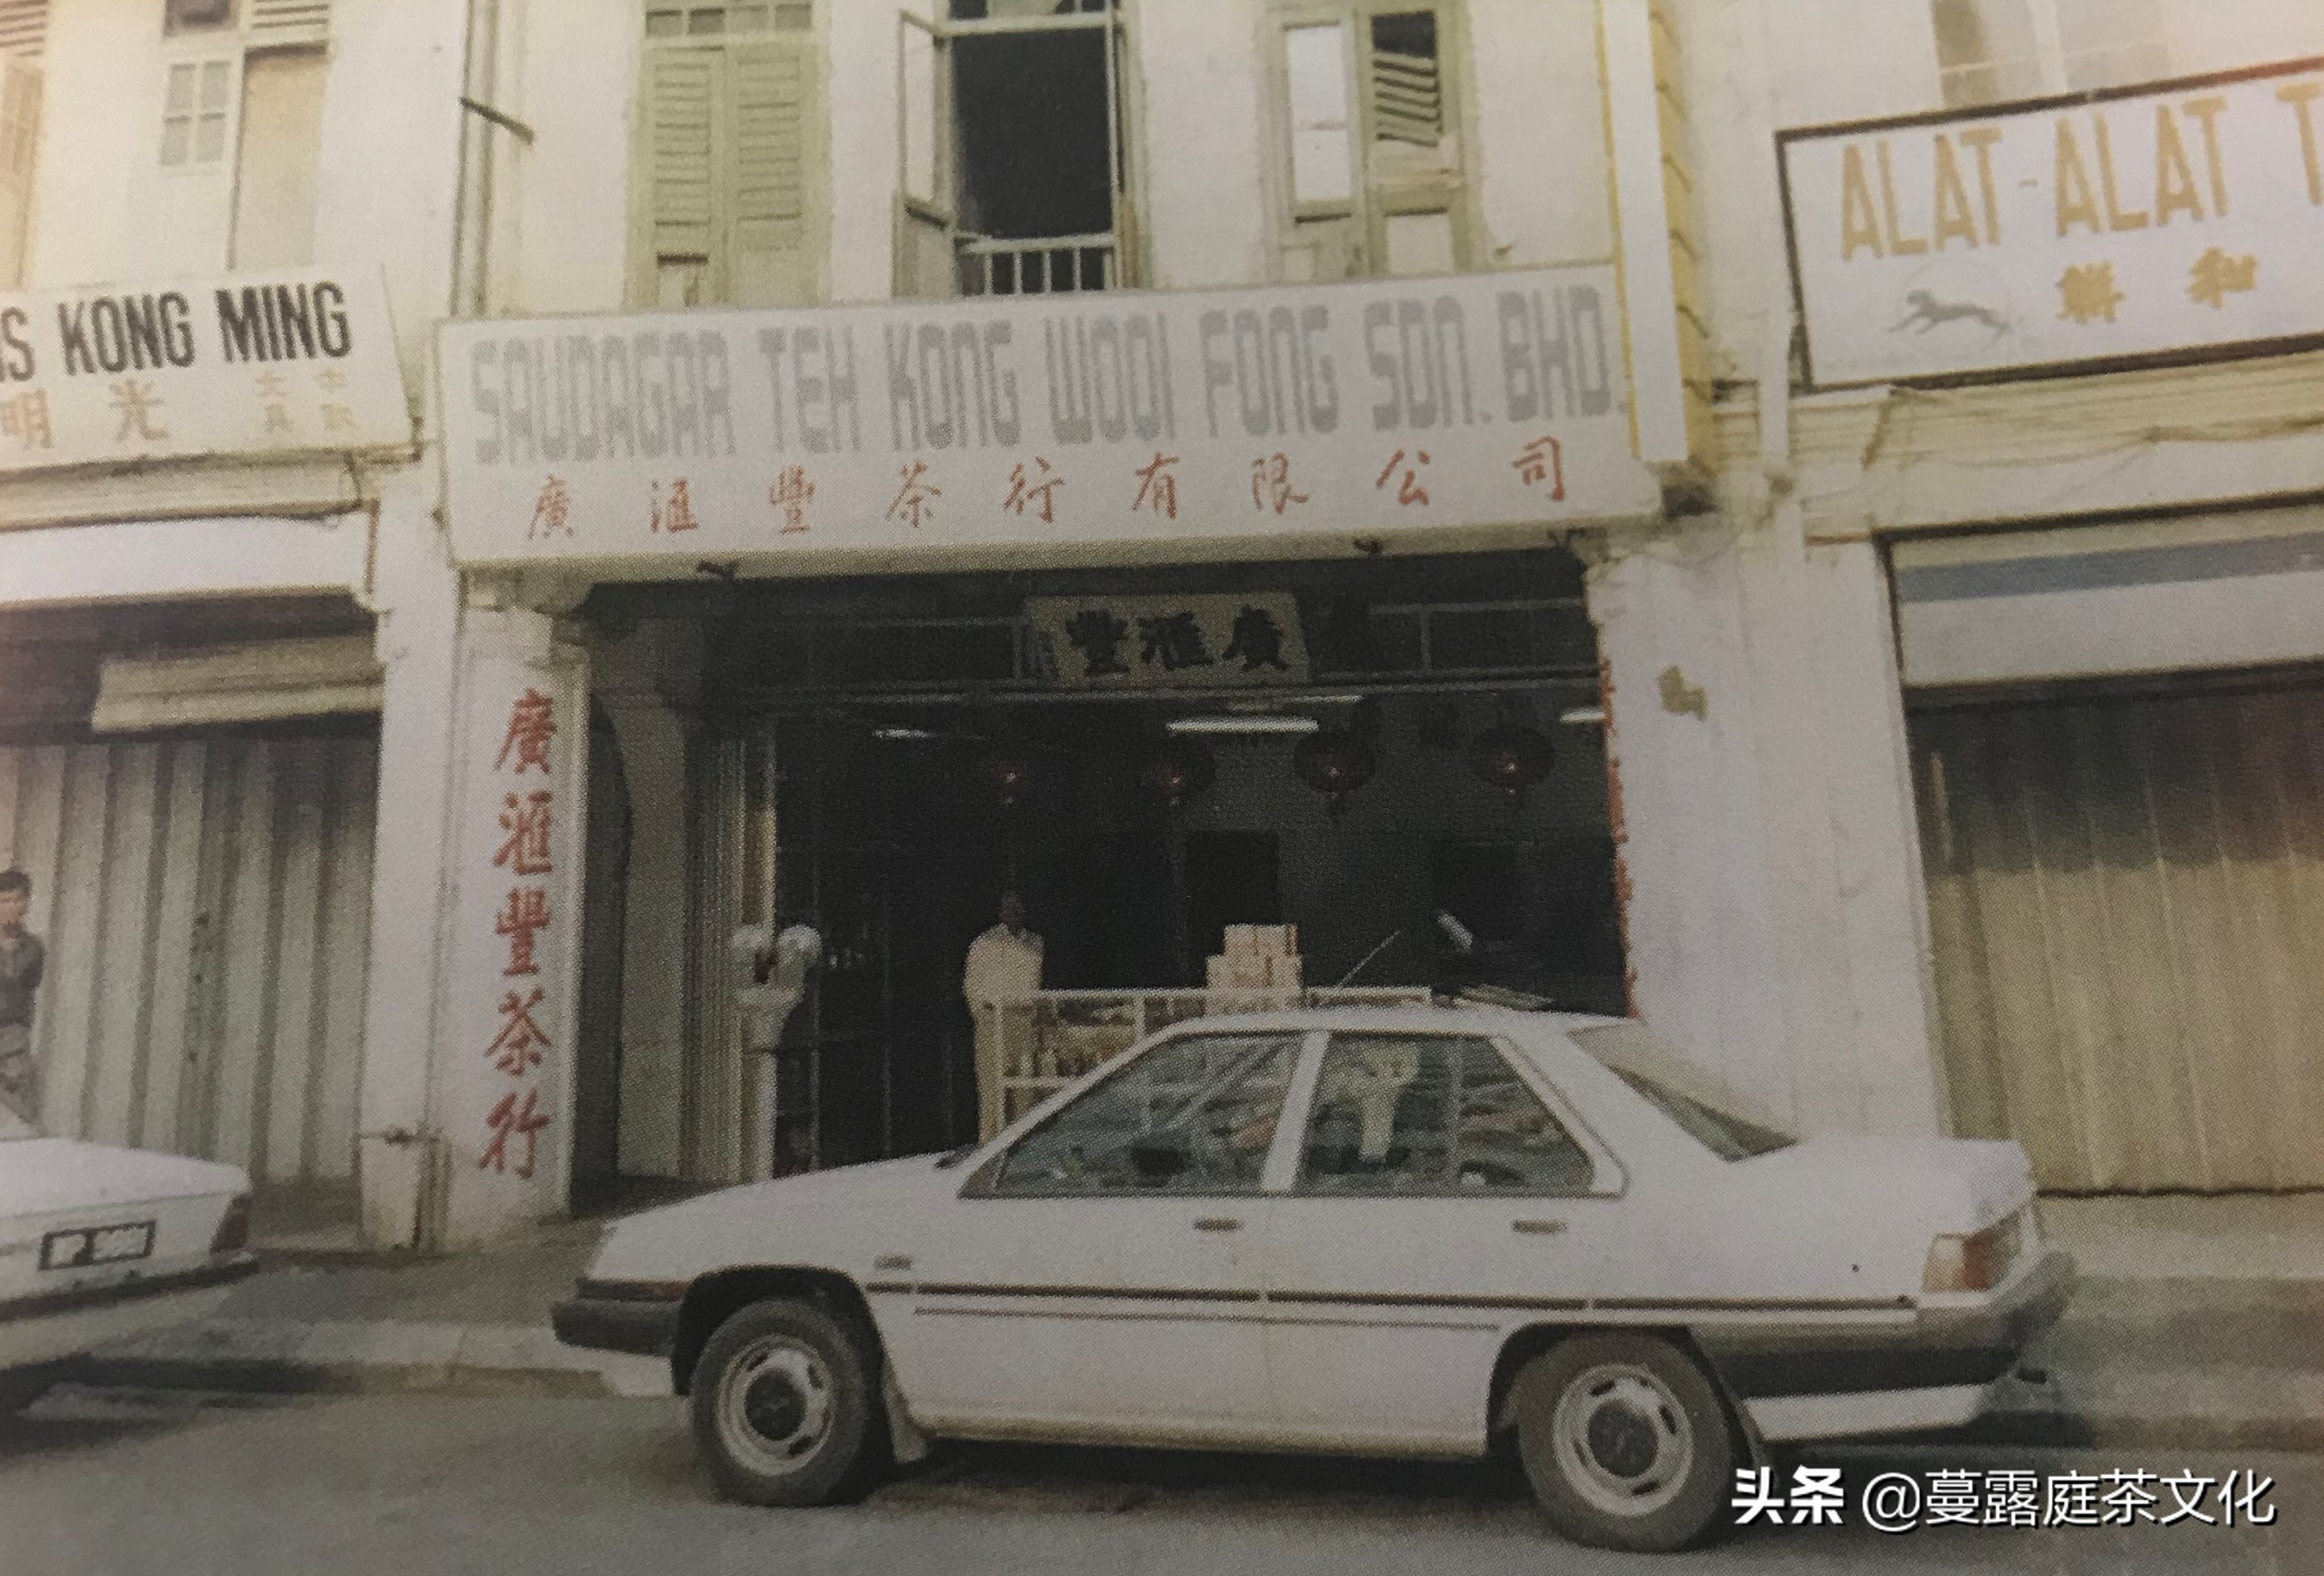 IS KONG MING
明光
SAUDAGAR TEH KONG WOOI FONG SDN. BHD.
廣滙豐茶行有限公司
ALAT-ALAT T
聯和
豐滙廣
廣滙豐茶行
头条 @蔓露庭茶文化